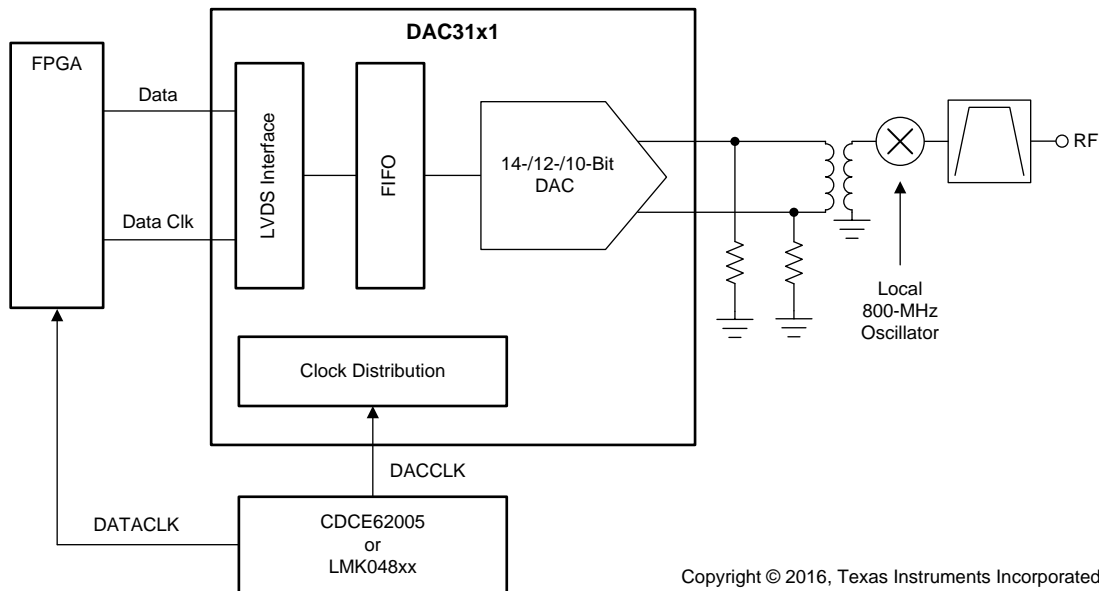 DAC31x1
FPGA
Data
Data Clk
LVDS Interface
FIFO
14-/12-/10-Bit
DAC
RF
Local
800-MHz
Oscillator
Clock Distribution
DACCLK
DATACLK
CDCE62005
or
LMK048xx
Copyright © 2016, Texas Instruments Incorporated